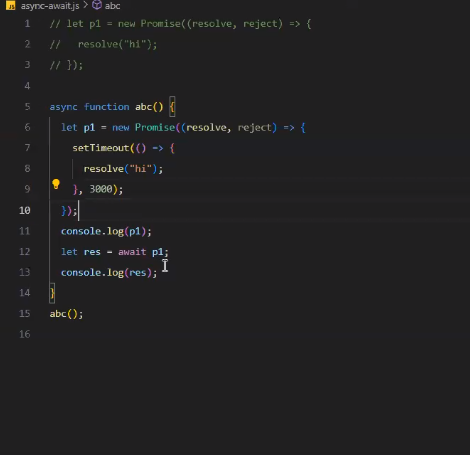 JS async-await.js > abc
1 // let p1 = new Promise((resolve, reject) => {
2 //   resolve("hi");
3 // });
4
5 async function abc() {
6   let p1 = new Promise((resolve, reject) => {
7     setTimeout(() => {
8       resolve("hi");
9     }, 3000);
10   });
11   console.log(p1);
12   let res = await p1;
13   console.log(res);
14 }
15 abc();
16